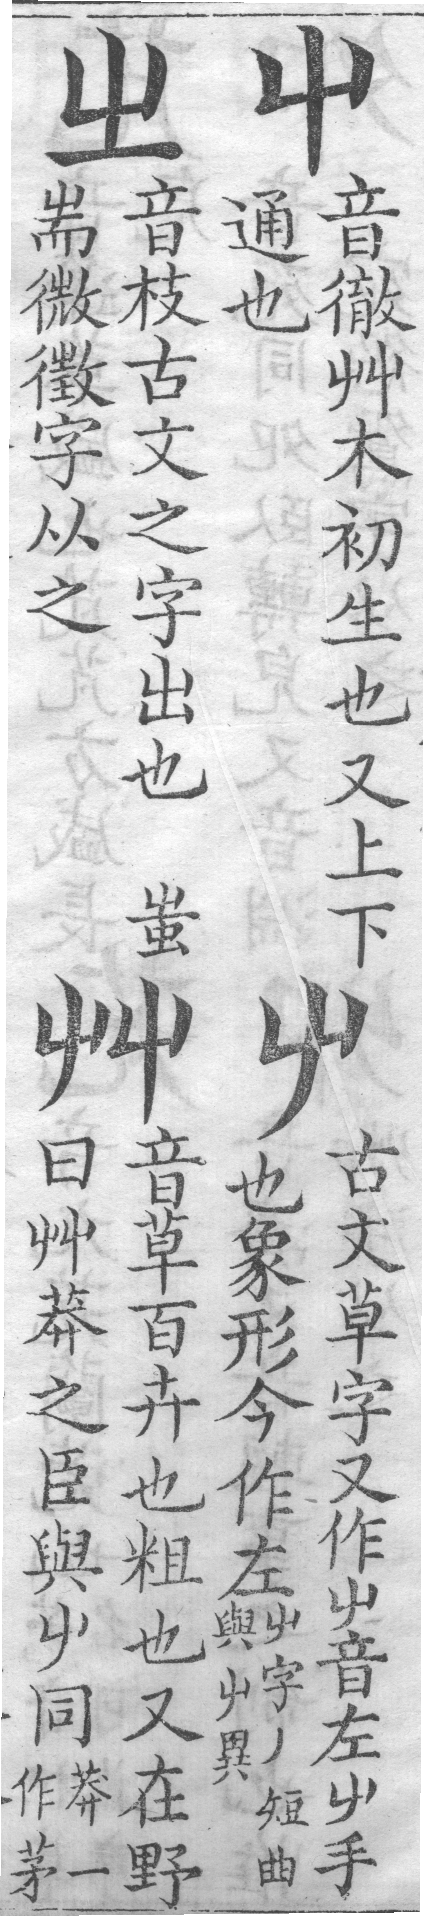 屮
音徹艸木初生也又上下
通也
㞢
音枝古文之字出也　蚩
耑微徵字从之
屮
古文草字又作屮音左屮手
也象形今作左
屮字丿短曲
與屮異
艸
音草百卉也粗也又在野
曰艸莽之臣與屮同
莽一
作茅